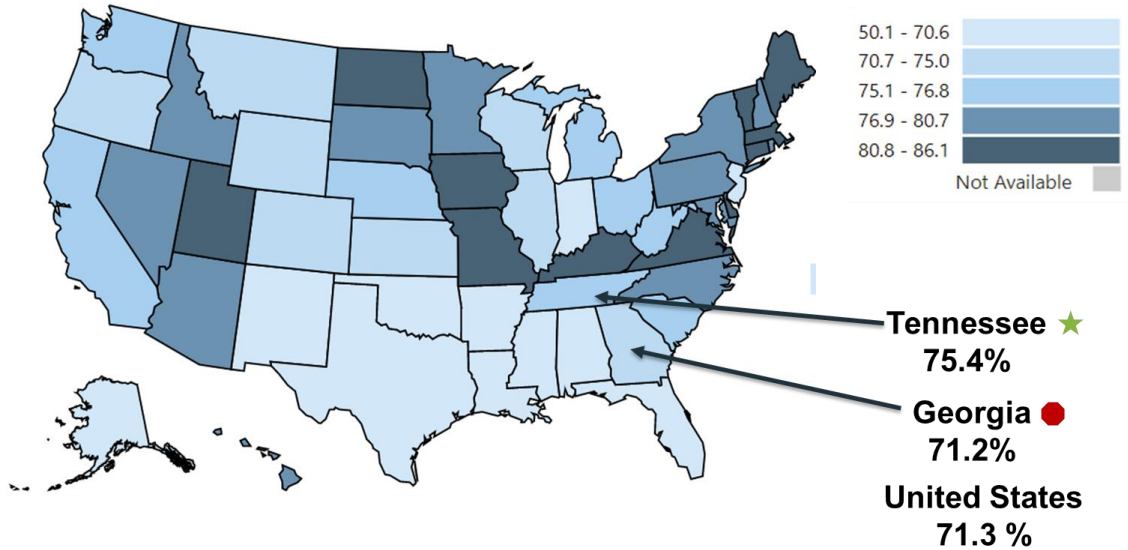 50.1 - 70.6
70.7 - 75.0
75.1 - 76.8
76.9 - 80.7
80.8 - 86.1
Not Available
Tennessee
75.4%
Georgia
71.2%
United States
71.3 %